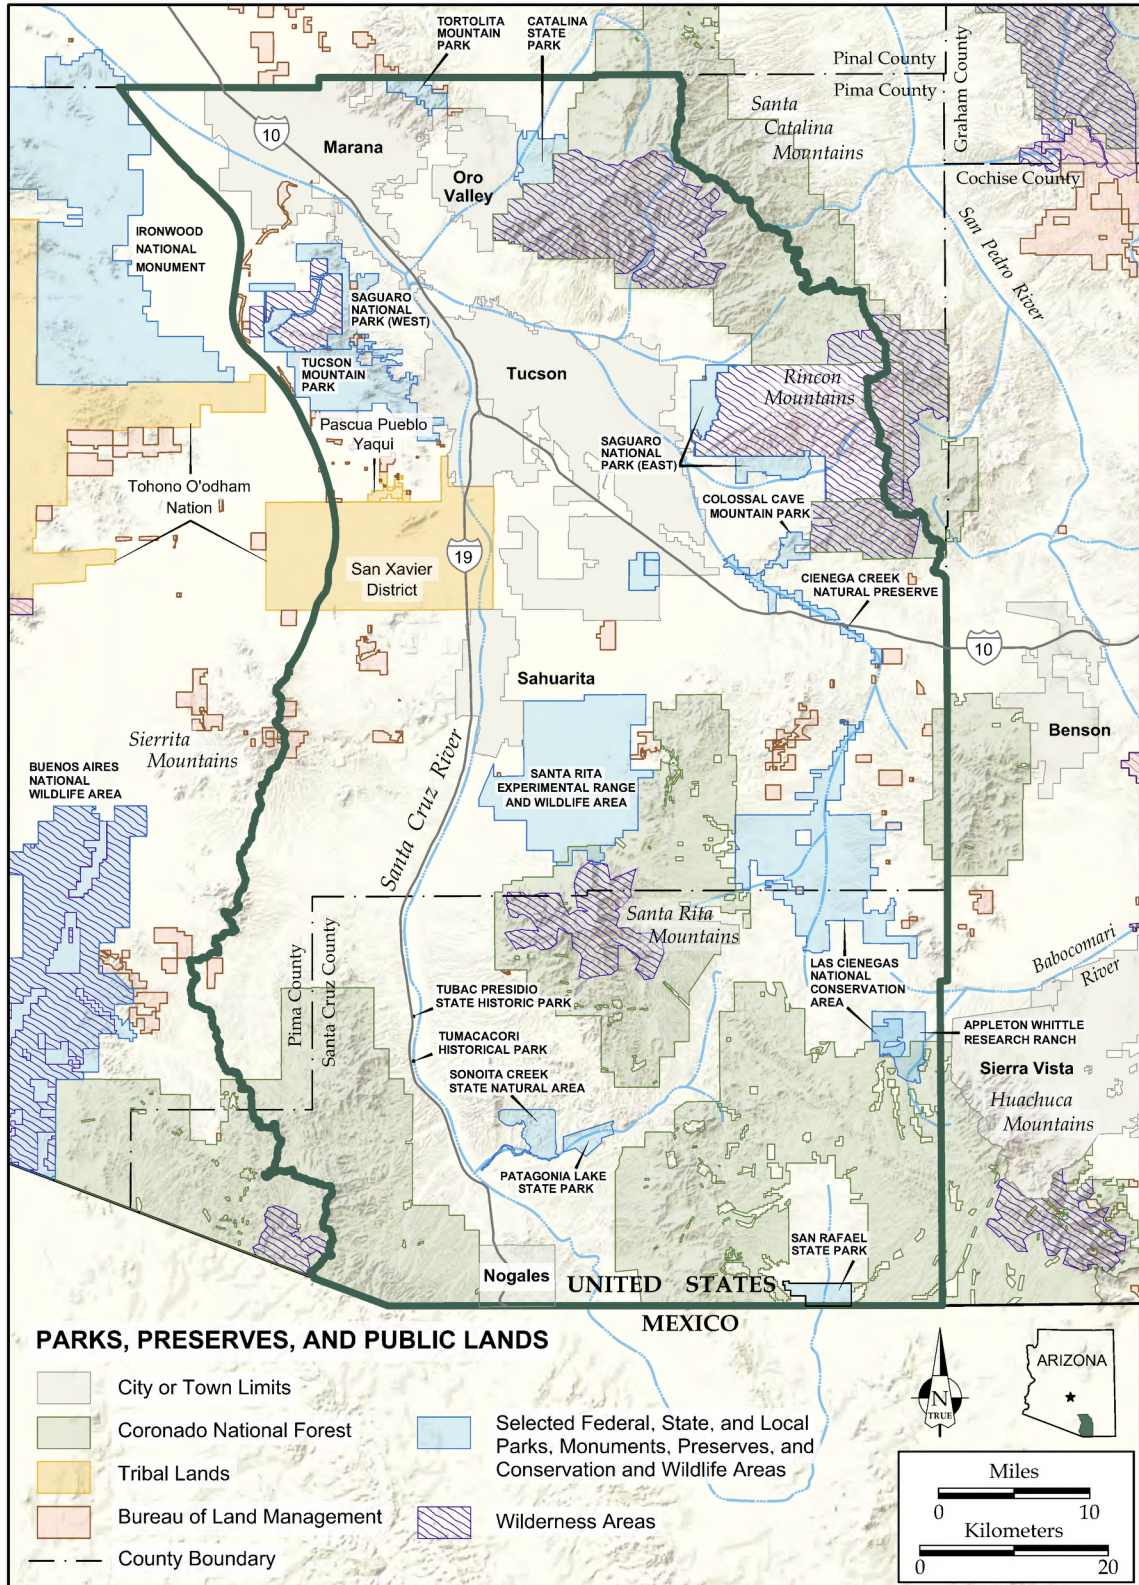 TORTOLITA
MOUNTAIN
PARK
CATALINA
STATE
PARK
Pinal County
Pima County
Graham County
Cochise County
10
Marana
Oro
Valley
Santa
Catalina
Mountains
San Pedro River
IRONWOOD
NATIONAL
MONUMENT
SAGUARO
NATIONAL
PARK (WEST)
TUCSON
MOUNTAIN
PARK
Tucson
Rincon
Mountains
Pascua Pueblo
Yaqui
SAGUARO
NATIONAL
PARK (EAST)
Tohono O'odham
Nation
COLOSSAL CAVE
MOUNTAIN PARK
San Xavier
District
19
CIENEGA CREEK
NATURAL PRESERVE
10
Sahuarita
Benson
Sierrita
Mountains
Santa Cruz River
BUENOS AIRES
NATIONAL
WILDLIFE AREA
SANTA RITA
EXPERIMENTAL RANGE
AND WILDLIFE AREA
Santa Rita
Mountains
Pima County
Santa Cruz County
Babocomari
River
LAS CIENEGAS
NATIONAL
CONSERVATION
AREA
TUBAC PRESIDIO
STATE HISTORIC PARK
TUMACACORI
HISTORICAL PARK
APPLETON WHITTLE
RESEARCH RANCH
SONOITA CREEK
STATE NATURAL AREA
Sierra Vista
Huachuca
Mountains
PATAGONIA LAKE
STATE PARK
SAN RAFAEL
STATE PARK
Nogales
UNITED STATES
MEXICO
PARKS, PRESERVES, AND PUBLIC LANDS
City or Town Limits
Coronado National Forest
Tribal Lands
Bureau of Land Management
County Boundary
Selected Federal, State, and Local
Parks, Monuments, Preserves, and
Conservation and Wildlife Areas
Wilderness Areas
N
TRUE
ARIZONA
Miles
0 10
Kilometers
0 20